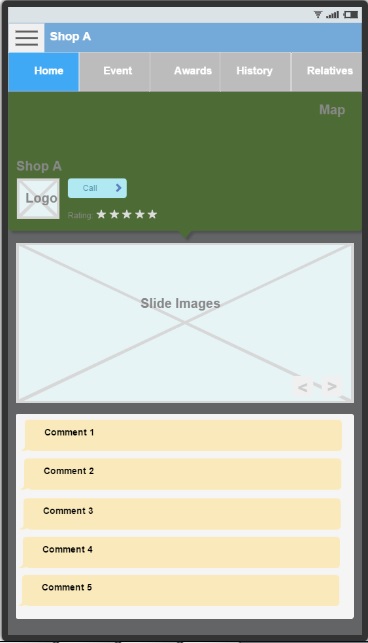 Shop A
Home Event Awards History Relatives
Map
Shop A
Logo
Call
Rating:
Slide Images
< >
Comment 1
Comment 2
Comment 3
Comment 4
Comment 5